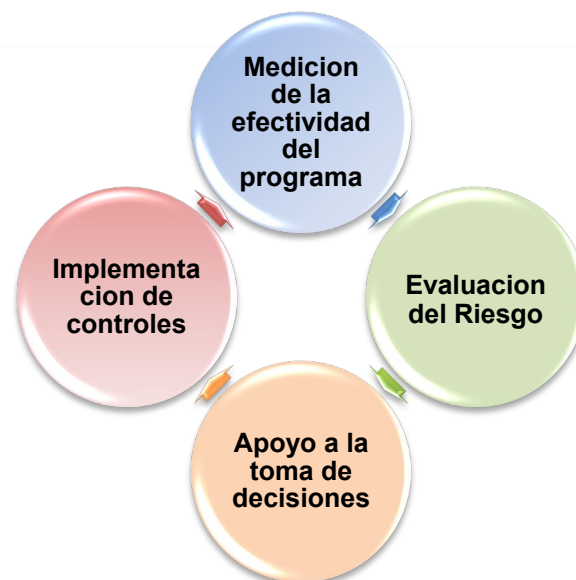 Medicion
de la
efectividad
del
programa
Implementa
cion de
controles
Evaluacion
del Riesgo
Apoyo a la
toma de
decisiones